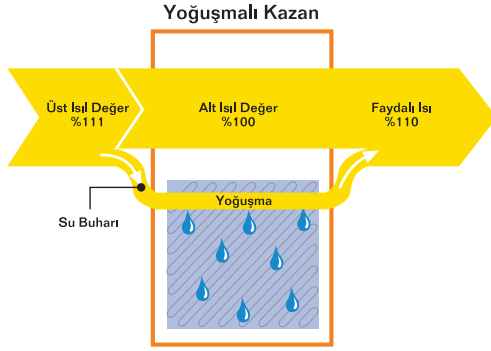 Yoğuşmalı Kazan
Üst Isıl Değer
%111
Alt Isıl Değer
%100
Faydalı Isı
%110
Yoğuşma
Su Buharı